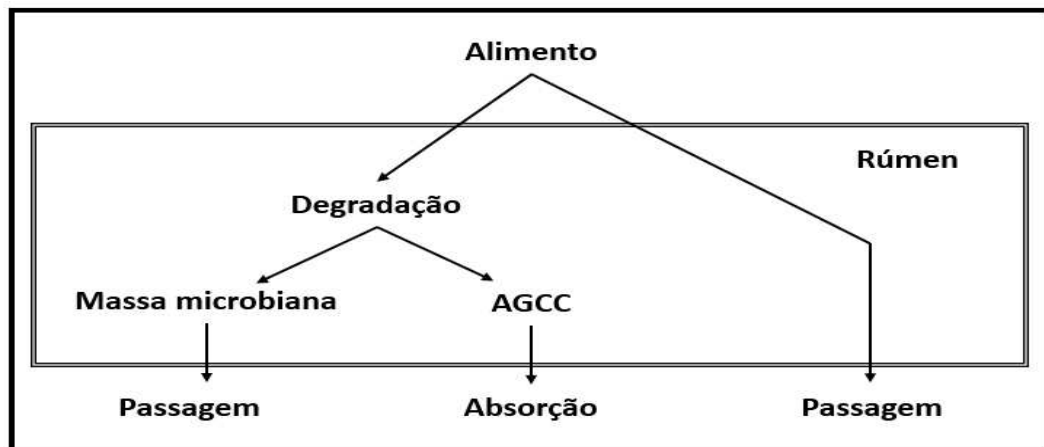 Alimento
Rúmen
Degradação
Massa microbiana AGCC
Passagem Absorção Passagem